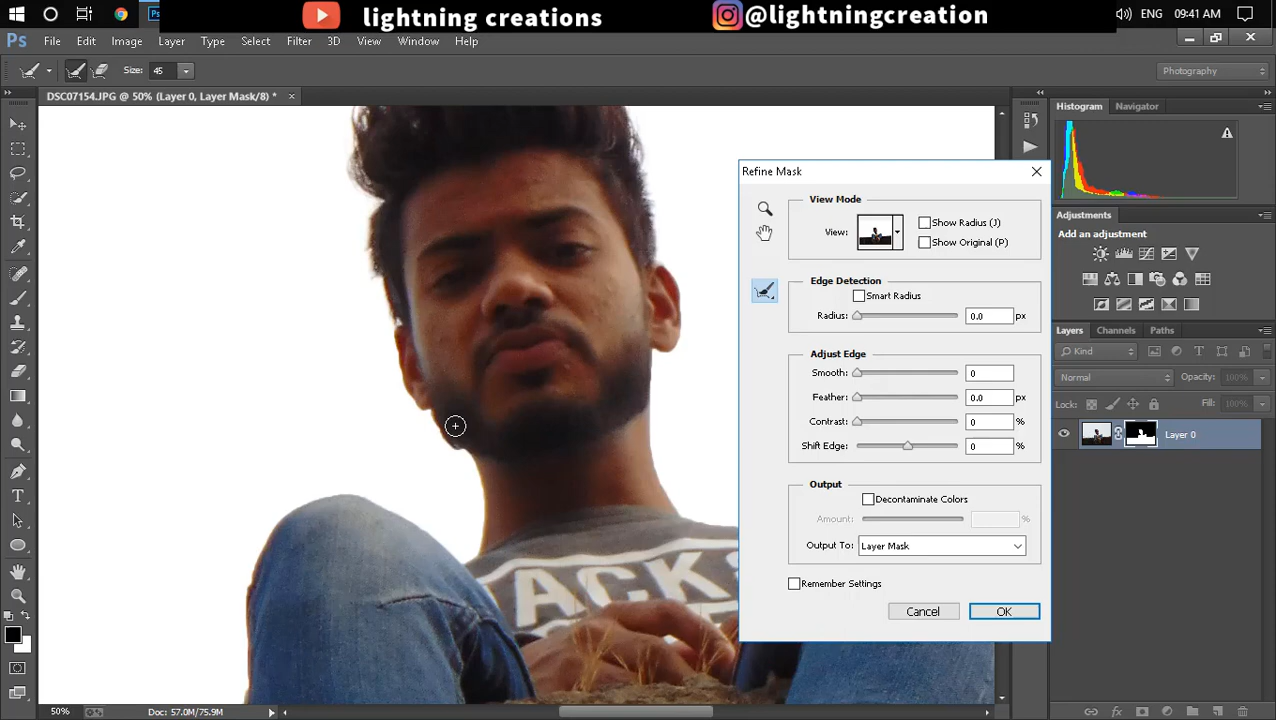 lightning creations
@lightningcreation
ENG
09:41 AM
Ps
File
Edit
Image
Layer
Type
Select
Filter
3D
View
Window
Help
Size:
45
Photography
DSC07154.JPG @ 50% (Layer 0, Layer Mask/8) *
Histogram
Navigator
Refine Mask
View Mode
View:
Show Radius (J)
Show Original (P)
Edge Detection
Smart Radius
Radius:
0.0
px
Adjust Edge
Smooth:
0
Feather:
0.0
px
Contrast:
0
%
Shift Edge:
0
%
Output
Decontaminate Colors
Amount:
%
Output To:
Layer Mask
Remember Settings
Cancel
OK
Adjustments
Add an adjustment
Layers
Channels
Paths
Kind
Normal
Opacity:
100%
Lock:
Fill:
100%
Layer 0
ACKS
50%
Doc: 57.0M/75.9M